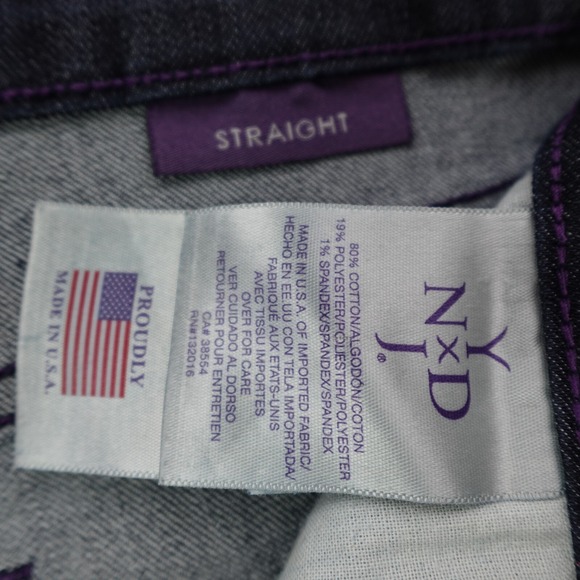 STRAIGHT
NYDJ®
80% COTTON/ALGODÓN/COTON
19% POLYESTER/POLIESTER/POLYESTER
1% SPANDEX/SPANDEX/SPANDEX
MADE IN U.S.A. OF IMPORTED FABRIC/
HECHO EN EE.UU CON TELA IMPORTADA/
FABRIQUÉ AUX ETATS-UNIS
AVEC TISSU IMPORTES
OVER FOR CARE
VER CUIDADO AL DORSO
RETOURNER POUR ENTRETIEN
CA# 38554
RN#132016
PROUDLY
MADE IN U.S.A.